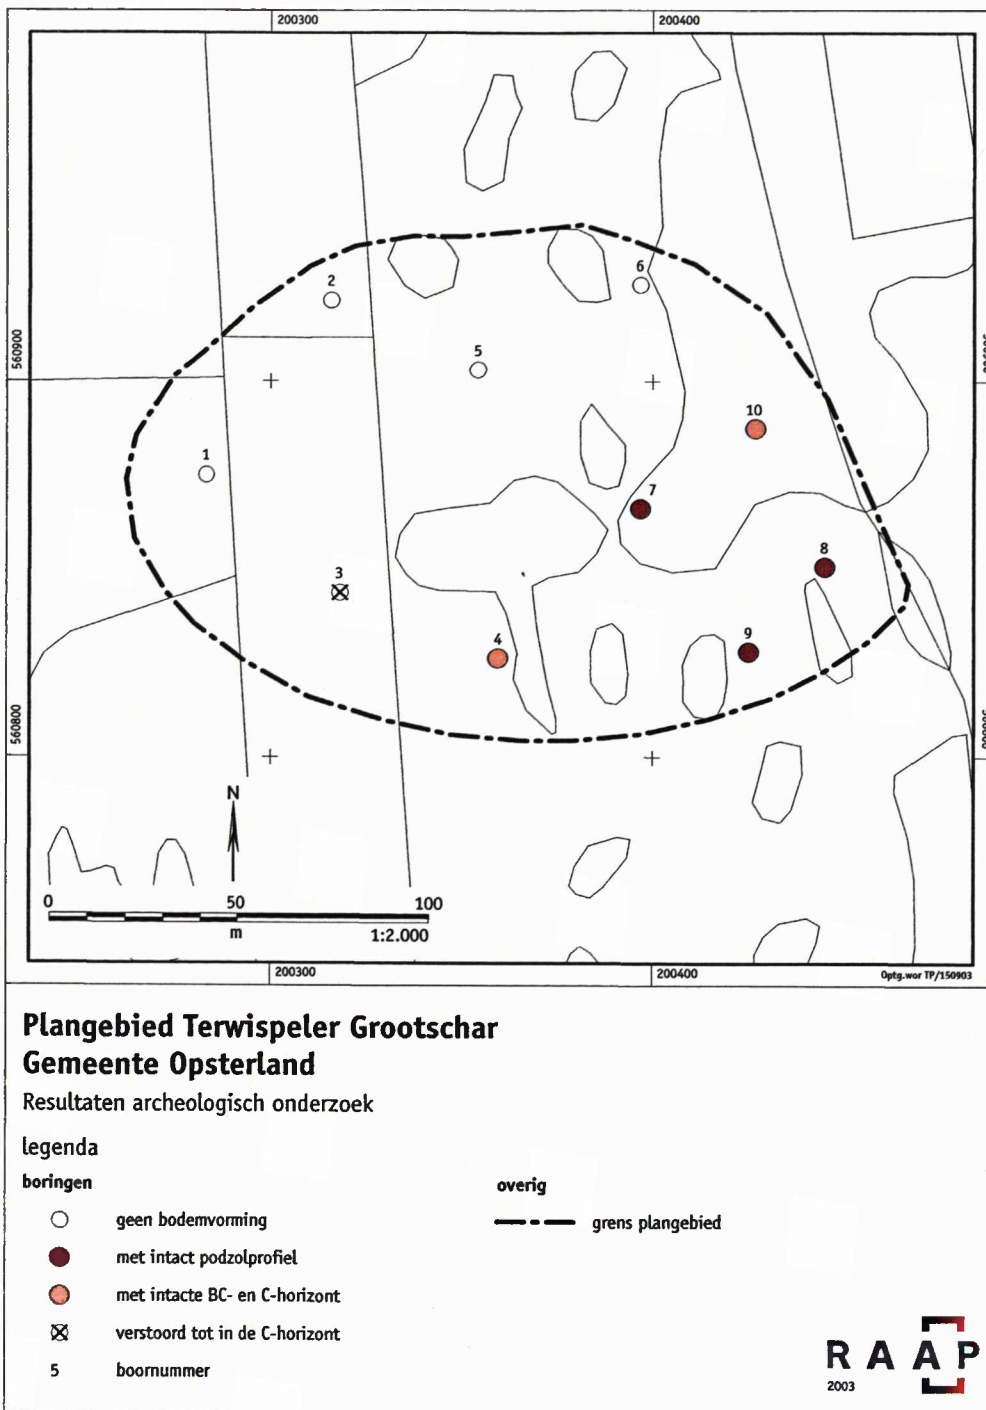 200300
200400
2
6
560900
5
10
1
7
8
3
4
9
560800
N
0 50 100
m 1:2.000
200300
200400
Optg.wor TP/150903
Plangebied Terwispeler Grootschar
Gemeente Opsterland
Resultaten archeologisch onderzoek
legenda
boringen
overig
geen bodemvorming
grens plangebied
met intact podzolprofiel
met intacte BC- en C-horizont
verstoord tot in de C-horizont
5 boornummer
RAAP
2003